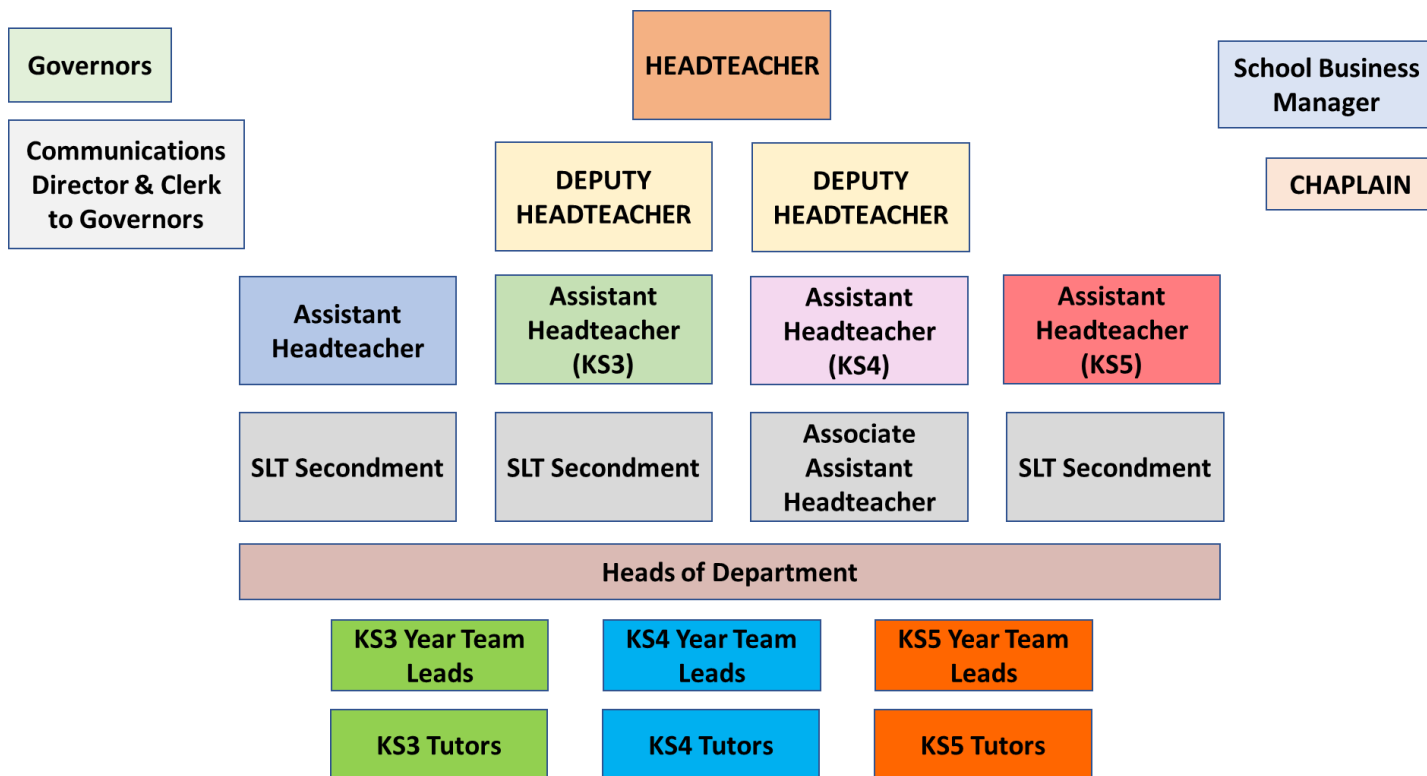 Governors
HEADTEACHER
School Business
Manager
Communications
Director & Clerk
to Governors
DEPUTY
HEADTEACHER
DEPUTY
HEADTEACHER
CHAPLAIN
Assistant
Headteacher
Assistant
Headteacher
(KS3)
Assistant
Headteacher
(KS4)
Assistant
Headteacher
(KS5)
SLT Secondment
SLT Secondment
Associate
Assistant
Headteacher
SLT Secondment
Heads of Department
KS3 Year Team
Leads
KS4 Year Team
Leads
KS5 Year Team
Leads
KS3 Tutors
KS4 Tutors
KS5 Tutors